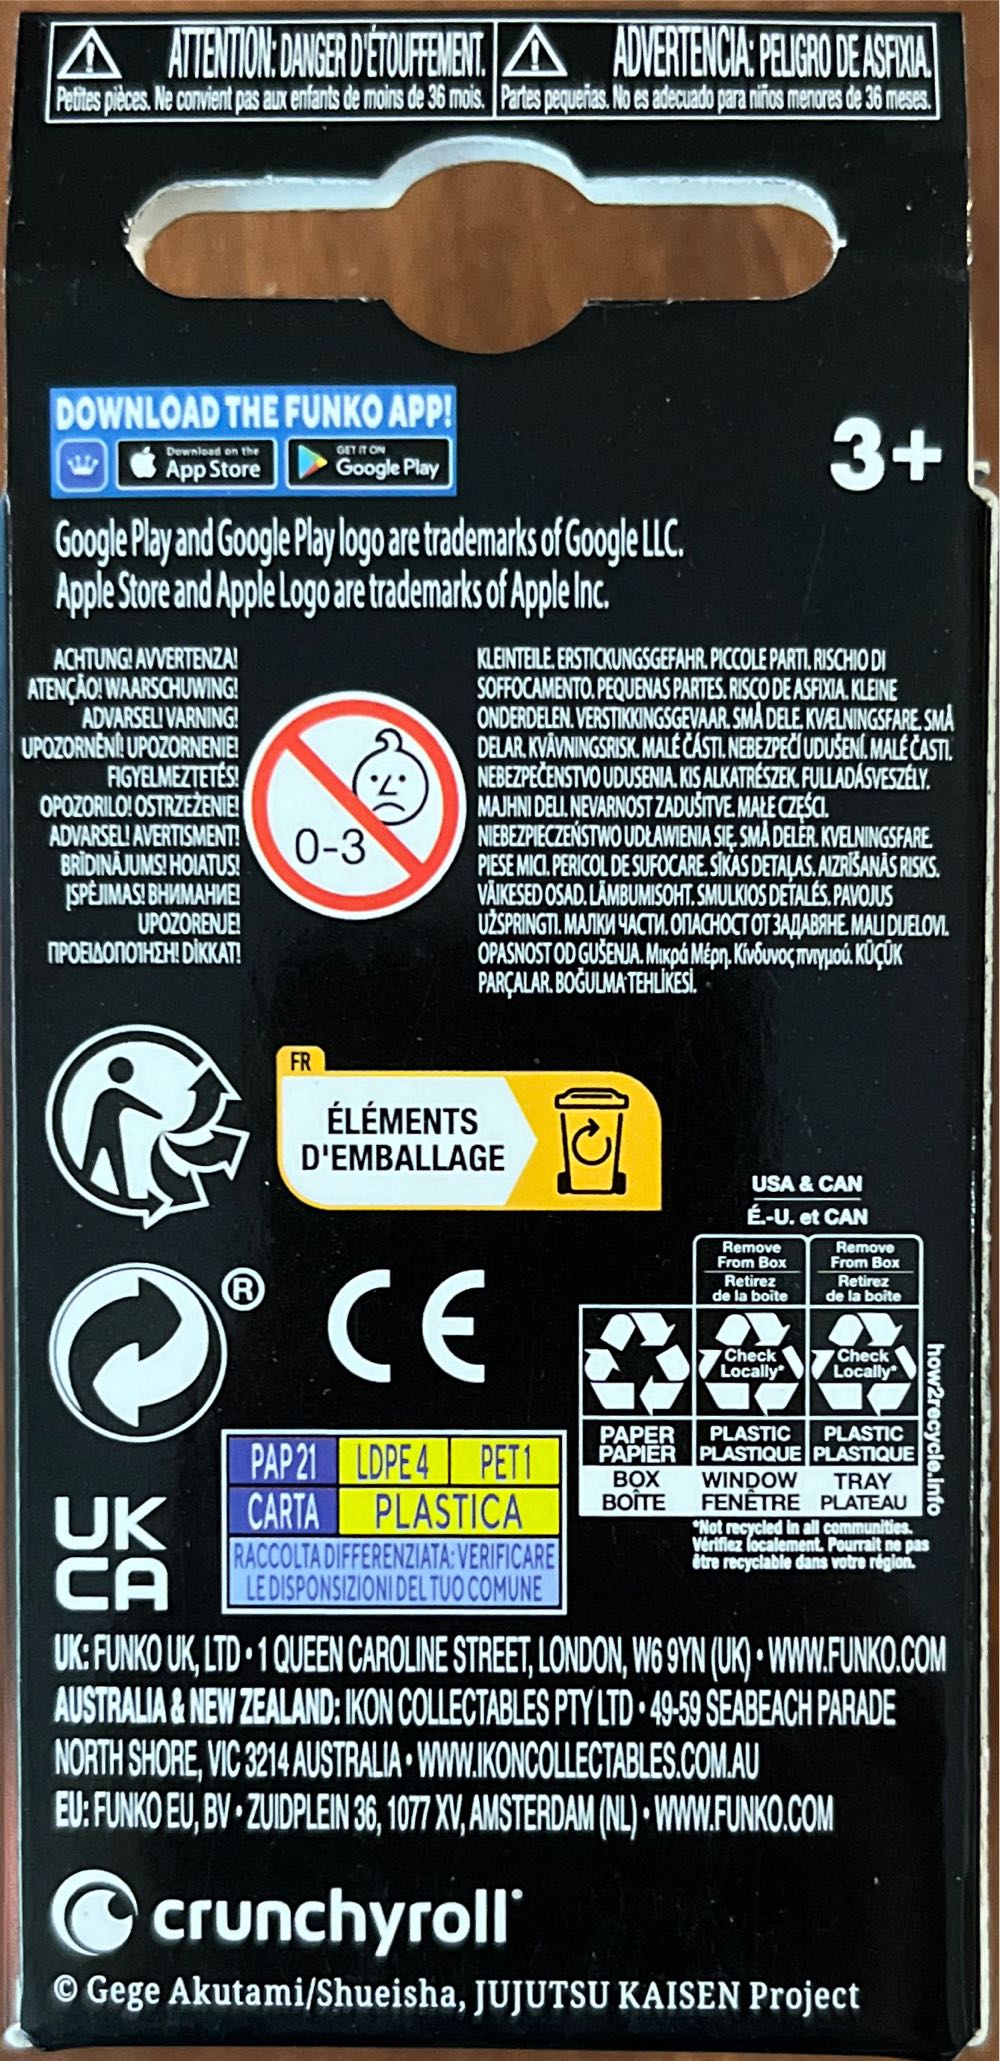 ATTENTION: DANGER D'ÉTOUFFEMENT.
Petites pièces. Ne convient pas aux enfants de moins de 36 mois.
ADVERTENCIA: PELIGRO DE ASFIXIA.
Partes pequeñas. No es adecuado para niños menores de 36 meses.
DOWNLOAD THE FUNKO APP!
Download on the
App Store
GET IT ON
Google Play
3+
Google Play and Google Play logo are trademarks of Google LLC.
Apple Store and Apple Logo are trademarks of Apple Inc.
ACHTUNG! AVVERTENZA!
ATENÇÃO! WAARSCHUWING!
ADVARSEL! VARNING!
UPOZORNĚNÍ! UPOZORNENIE!
FIGYELMEZTETÉS!
OPOZORILO! OSTRZEŻENIE!
ADVARSEL! AVERTISMENT!
BRĪDINĀJUMS! HOIATUS!
ĮSPĖJIMAS! ВНИМАНИЕ!
UPOZORENJE!
ΠΡΟΕΙΔΟΠΟΙΗΣΗ! DİKKAT!
0-3
KLEINTEILE. ERSTICKUNGSGEFAHR. PICCOLE PARTI. RISCHIO DI
SOFFOCAMENTO. PEQUENAS PARTES. RISCO DE ASFIXIA. KLEINE
ONDERDELEN. VERSTIKKINGSGEVAAR. SMÅ DELE. KVÆLNINGSFARE. SMÅ
DELAR. KVÄVNINGSRISK. MALÉ ČÁSTI. NEBEZPEČÍ UDUŠENÍ. MALÉ ČASTI.
NEBEZPEČENSTVO UDUSENIA. KIS ALKATRÉSZEK. FULLADÁSVESZÉLY.
MAJHNI DELI. NEVARNOST ZADUŠITVE. MAŁE CZĘŚCI.
NIEBEZPIECZEŃSTWO UDŁAWIENIA SIĘ. SMÅ DELER. KVELNINGSFARE.
PIESE MICI. PERICOL DE SUFOCARE. SĪKAS DETAĻAS. AIZRĪŠANĀS RISKS.
VÄIKESED OSAD. LÄMBUMISOHT. SMULKIOS DETALĖS. PAVOJUS
UŽSPRINGTI. МАЛКИ ЧАСТИ. ОПАСНОСТ ОТ ЗАДАВЯНЕ. MALI DIJELOVI.
OPASNOST OD GUŠENJA. Μικρά Μέρη. Κίνδυνος πνιγμού. KÜÇÜK
PARÇALAR. BOĞULMA TEHLİKESİ.
FR
ÉLÉMENTS
D'EMBALLAGE
USA & CAN
É.-U. et CAN
Remove
From Box
Retirez
de la boîte
Remove
From Box
Retirez
de la boîte
Check
Locally*
Check
Locally*
PAPER
PAPIER
PLASTIC
PLASTIQUE
PLASTIC
PLASTIQUE
BOX
BOÎTE
WINDOW
FENÊTRE
TRAY
PLATEAU
how2recycle.info
*Not recycled in all communities.
Vérifiez localement. Pourrait ne pas
être recyclable dans votre région.
®
CE
PAP 21 LDPE 4 PET 1
CARTA PLASTICA
RACCOLTA DIFFERENZIATA: VERIFICARE
LE DISPONSIZIONI DEL TUO COMUNE
UK
CA
UK: FUNKO UK, LTD • 1 QUEEN CAROLINE STREET, LONDON, W6 9YN (UK) • WWW.FUNKO.COM
AUSTRALIA & NEW ZEALAND: IKON COLLECTABLES PTY LTD • 49-59 SEABEACH PARADE
NORTH SHORE, VIC 3214 AUSTRALIA • WWW.IKONCOLLECTABLES.COM.AU
EU: FUNKO EU, BV • ZUIDPLEIN 36, 1077 XV, AMSTERDAM (NL) • WWW.FUNKO.COM
crunchyroll
© Gege Akutami/Shueisha, JUJUTSU KAISEN Project